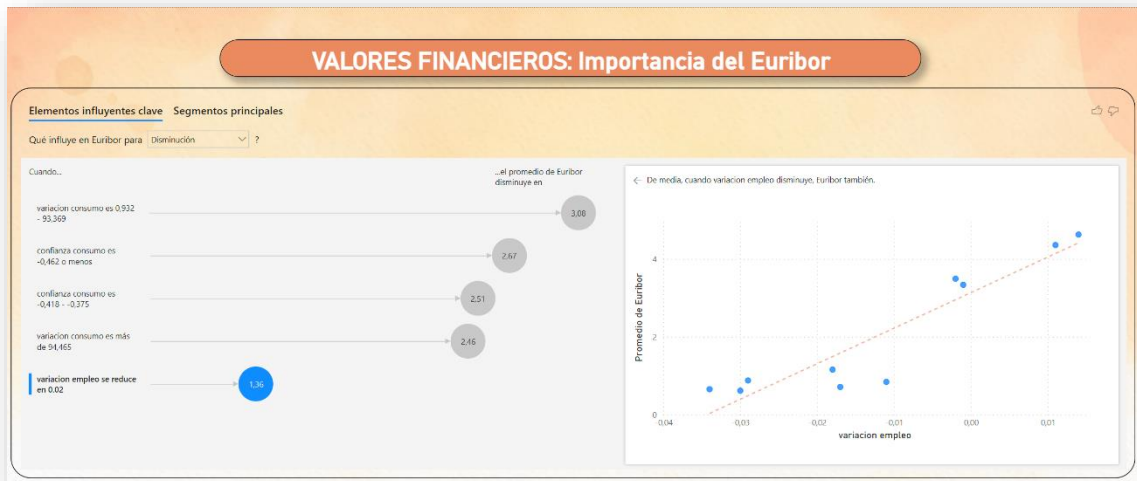 VALORES FINANCIEROS: Importancia del Euribor
Elementos influyentes clave Segmentos principales
Qué influye en Euribor para Disminución ?
Cuando...
...el promedio de Euribor
disminuye en
variacion consumo es 0,932
- 93,369
3,08
confianza consumo es
-0,462 o menos
2,67
confianza consumo es
-0,418 - -0,375
2,51
variacion consumo es más
de 94,465
2,46
variacion empleo se reduce
en 0.02
1,36
De media, cuando variacion empleo disminuye, Euribor también.
Promedio de Euribor
4
2
0
0,04 -0,03 0,02 -0,01 0,00 0,01
variacion empleo